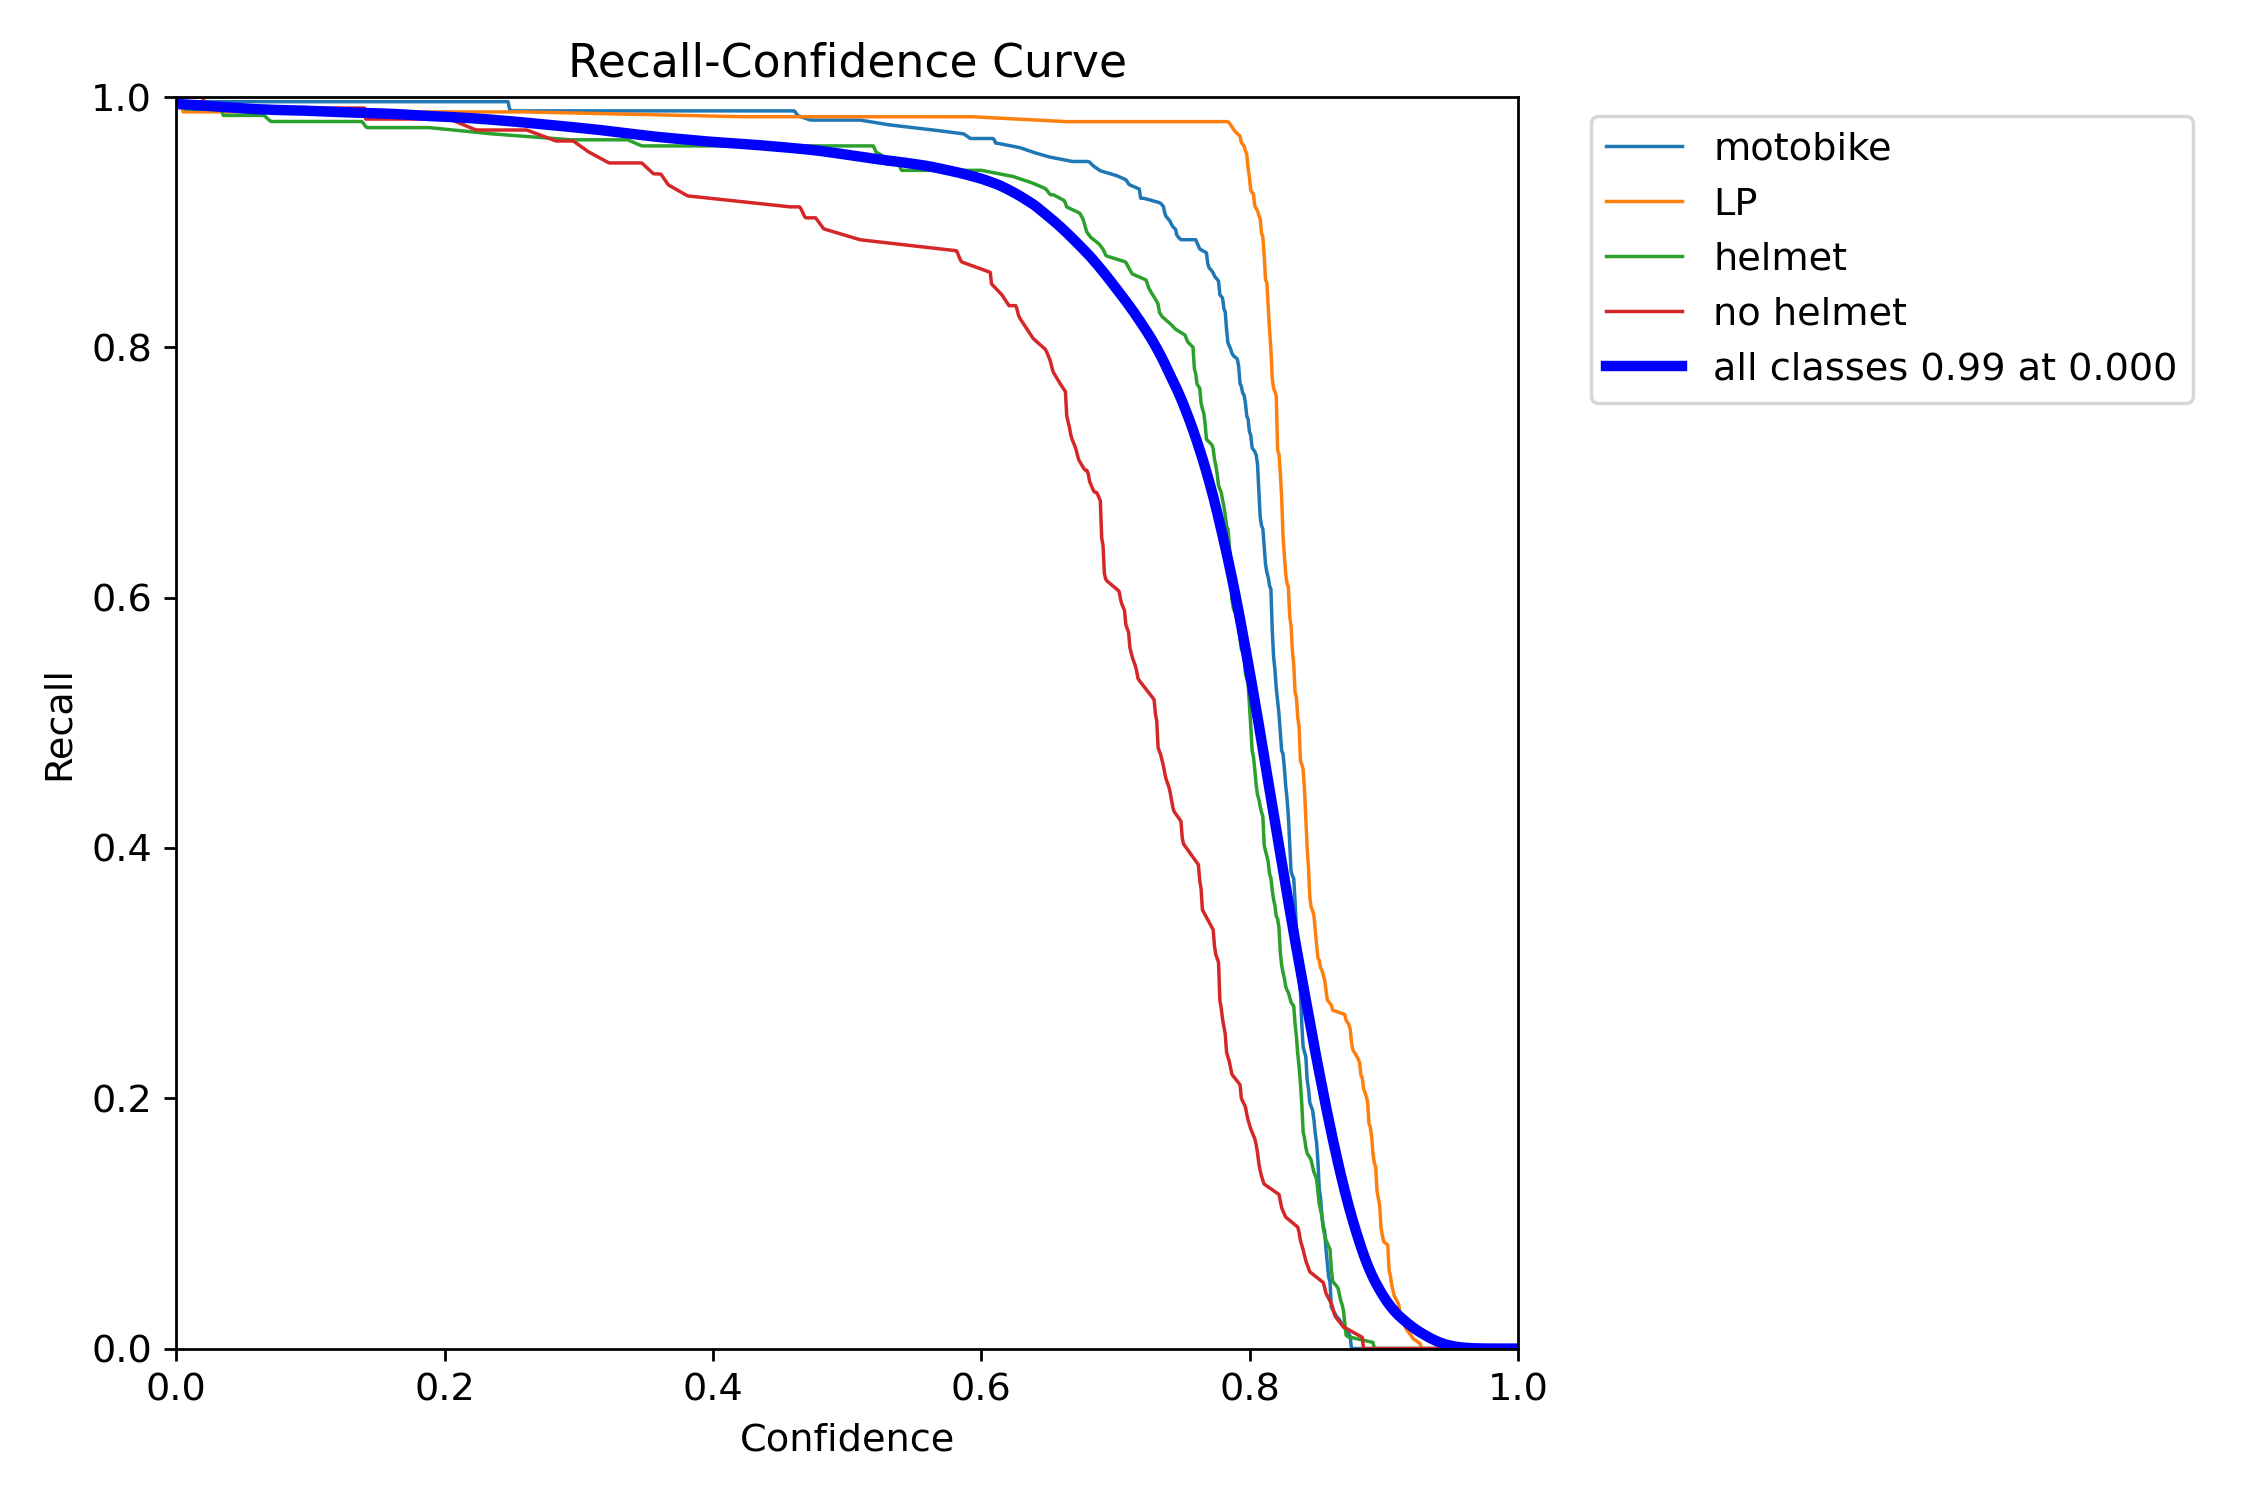 Recall-Confidence Curve
1.0
0.8
0.6
0.4
0.2
0.0
Recall
0.0 0.2 0.4 0.6 0.8 1.0
Confidence
motobike
LP
helmet
no helmet
all classes 0.99 at 0.000